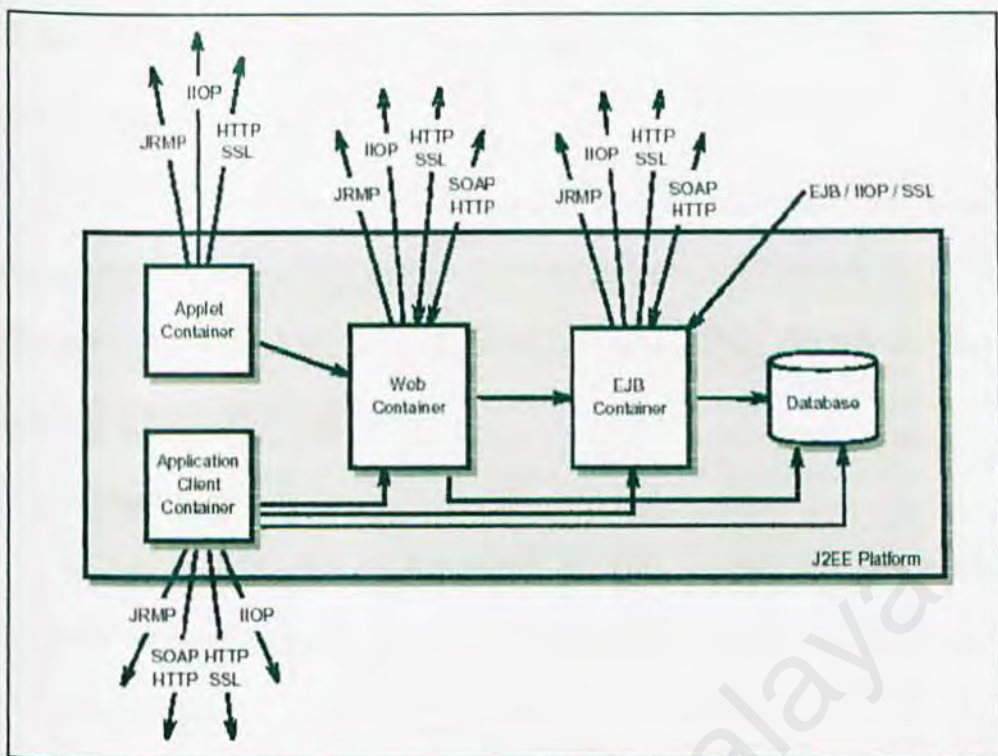 IIOP
JRMP
HTTP
SSL
IIOP
HTTP
SSL
JRMP
SOAP
HTTP
IIOP
HTTP
SSL
JRMP
SOAP
HTTP
EJB / IIOP / SSL
Applet
Container
Web
Container
EJB
Container
Database
Application
Client
Container
J2EE Platform
JRMP
IIOP
SOAP HTTP
HTTP SSL
alaya